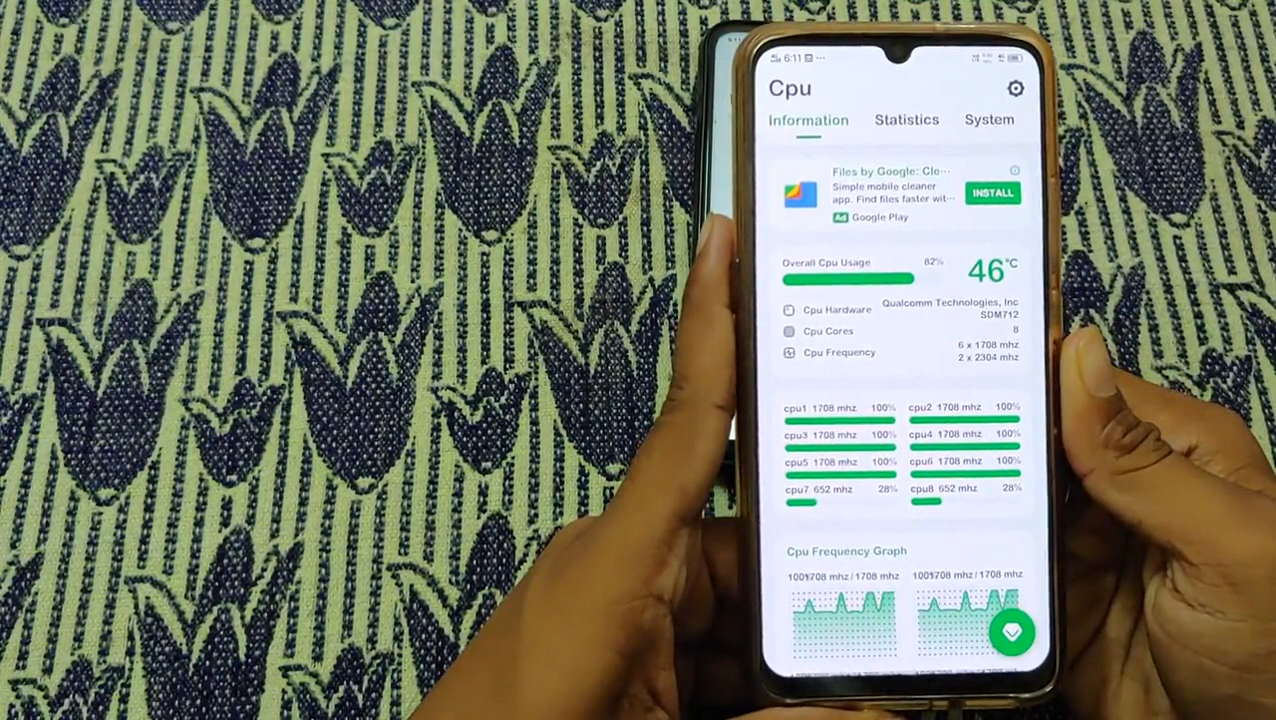 6:11
Cpu
Information Statistics System
Files by Google: Cle...
Simple mobile cleaner
app. Find files faster wit...
INSTALL
Ad Google Play
Overall Cpu Usage 82% 46°C
Cpu Hardware Qualcomm Technologies, Inc
SDM712
Cpu Cores 8
Cpu Frequency 6 x 1708 mhz
2 x 2304 mhz
cpu1 1708 mhz 100% cpu2 1708 mhz 100%
cpu3 1708 mhz 100% cpu4 1708 mhz 100%
cpu5 1708 mhz 100% cpu6 1708 mhz 100%
cpu7 652 mhz 28% cpu8 652 mhz 28%
Cpu Frequency Graph
1708 mhz / 1708 mhz 1708 mhz / 1708 mhz